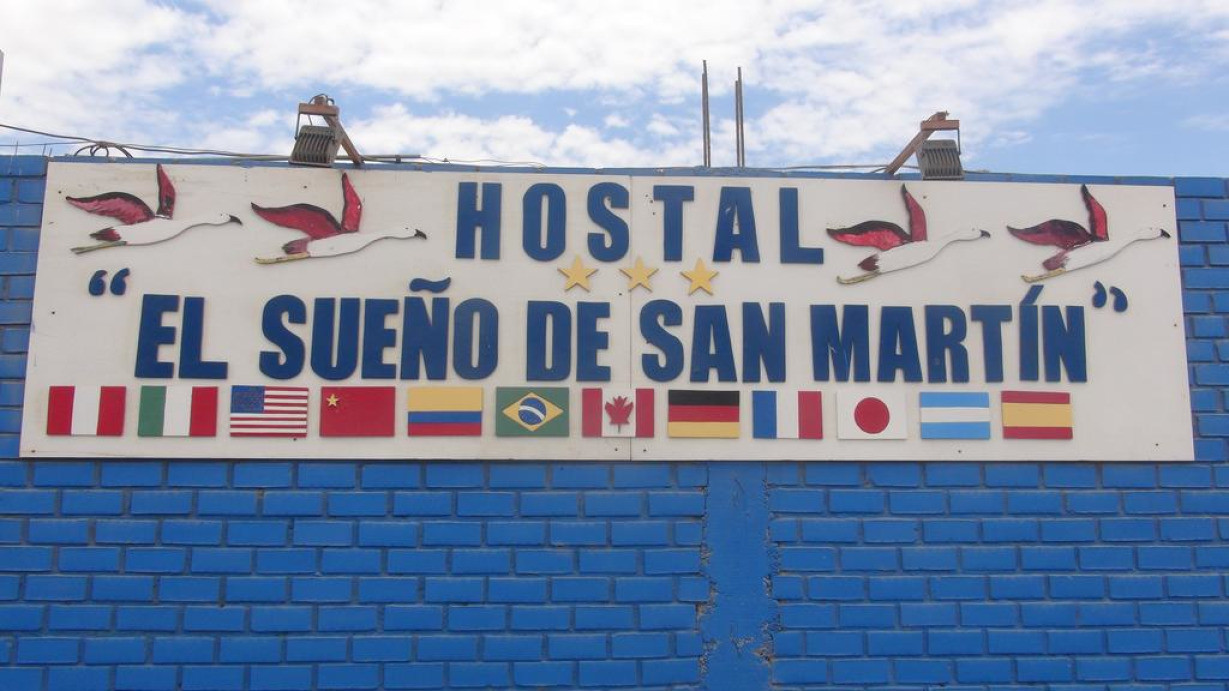 HOSTAL
“EL SUEÑO DE SAN MARTÍN”